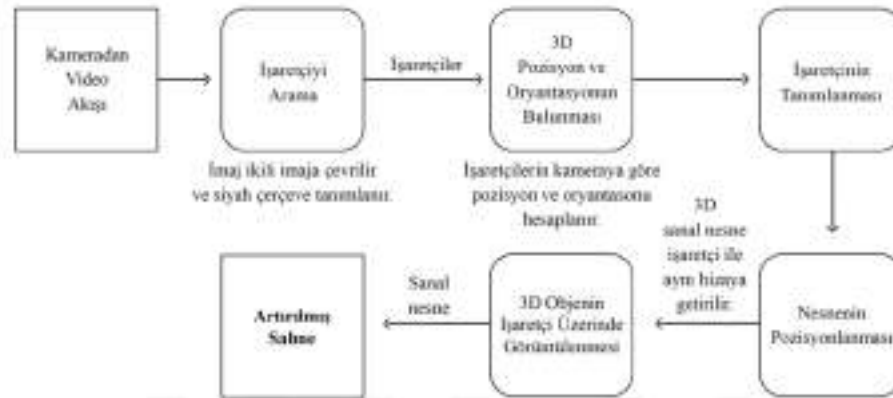 Kameradan
Video
Akışı
İşaretçiyi
Arama
İşaretçiler
3D
Pozisyon ve
Oryantasyonun
Bulunması
İşaretçinin
Tanımlanması
İmaj ikili imaja çevrilir
ve siyah çerçeve tanımlanır.
İşaretçilerin kameraya göre
pozisyon ve oryantasonu
hesaplanır.
3D
sanal nesne
işaretçi ile
aynı hizaya
getirilir.
Nesnenin
Pozisyonlanması
3D Objenin
İşaretçi Üzerinde
Görüntülenmesi
Sanal
nesne
Artırılmış
Sahne